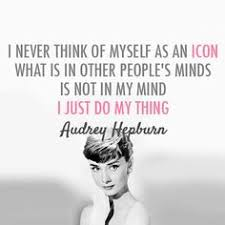 I NEVER THINK OF MYSELF AS AN ICON
WHAT IS IN OTHER PEOPLE'S MINDS
IS NOT IN MY MIND
I JUST DO MY THING
Audrey Hepburn